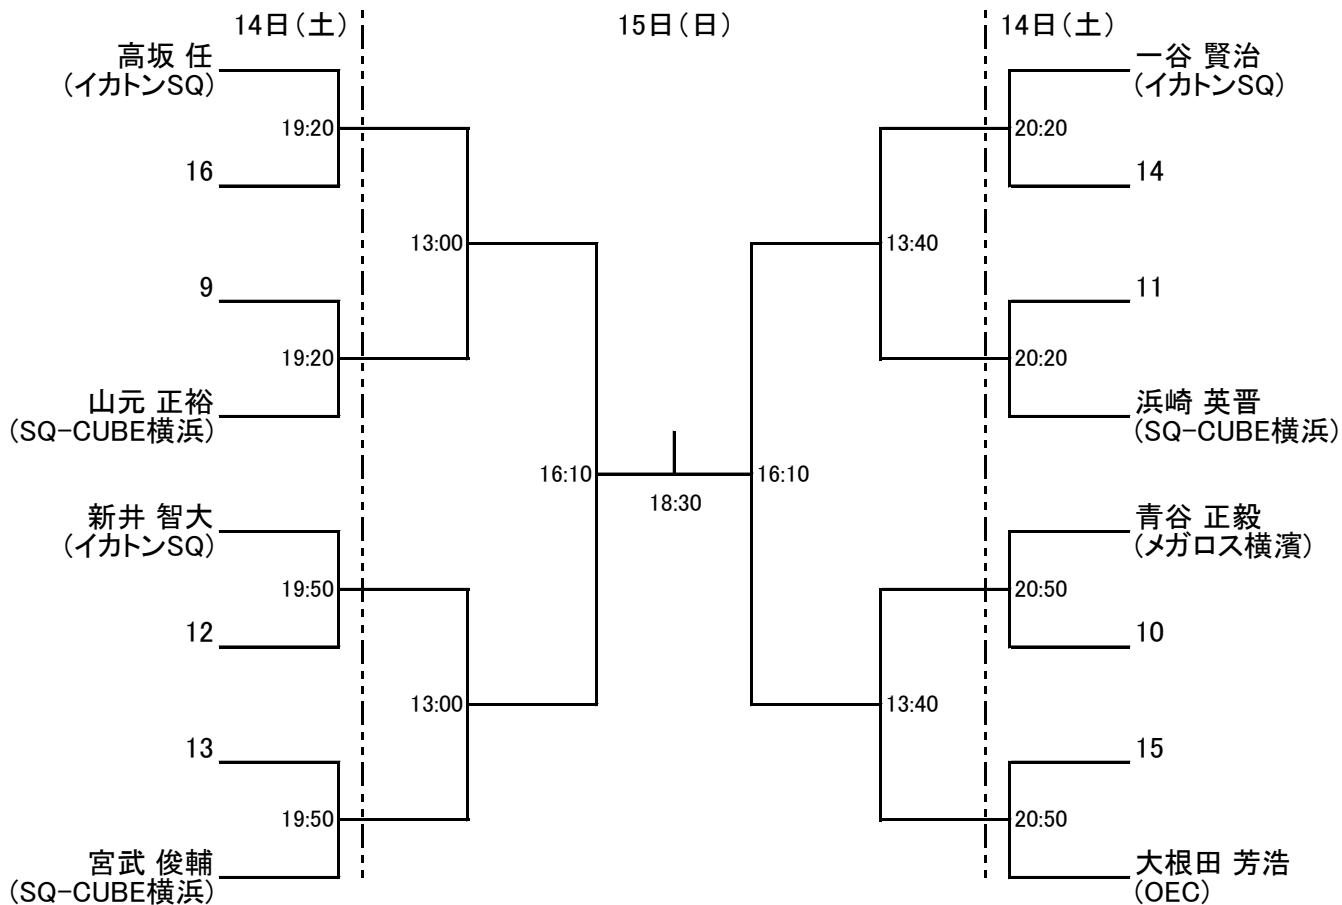 14日（土）
15日（日）
14日（土）
高坂 任
（イカトンSQ）
19:20
16
13:00
9
19:20
山元 正裕
（SQ-CUBE横浜）
16:10
新井 智大
（イカトンSQ）
19:50
12
13:00
13
19:50
宮武 俊輔
（SQ-CUBE横浜）
18:30
一谷 賢治
（イカトンSQ）
20:20
14
13:40
11
20:20
浜崎 英晋
（SQ-CUBE横浜）
16:10
青谷 正毅
（メガロス横濱）
20:50
10
13:40
15
20:50
大根田 芳浩
（OEC）